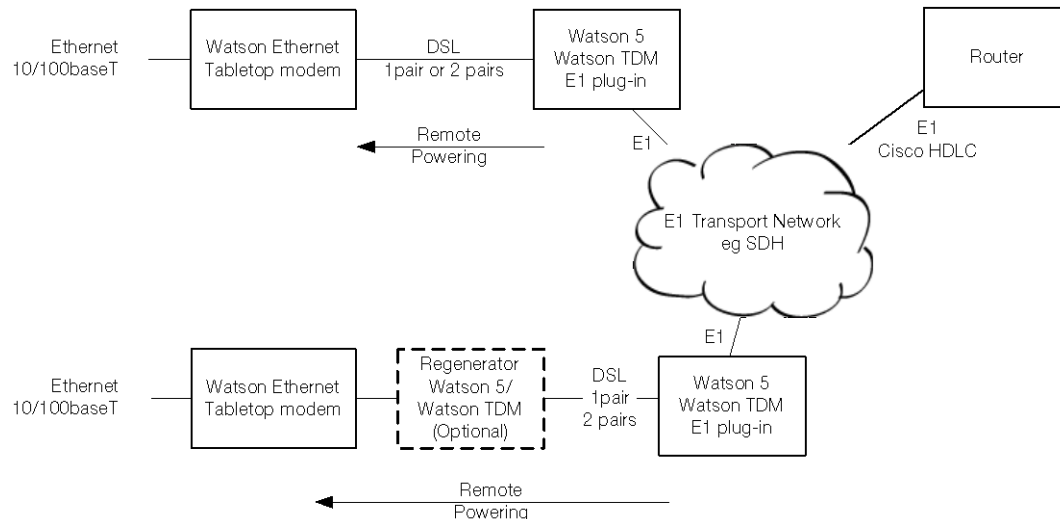 Ethernet
10/100baseT
Watson Ethernet
Tabletop modem
DSL
1pair or 2 pairs
Watson 5
Watson TDM
E1 plug-in
Router
Remote
Powering
E1
E1
Cisco HDLC
E1 Transport Network
eg SDH
E1
Ethernet
10/100baseT
Watson Ethernet
Tabletop modem
Regenerator
Watson 5/
Watson TDM
(Optional)
DSL
1pair
2 pairs
Watson 5
Watson TDM
E1 plug-in
Remote
Powering